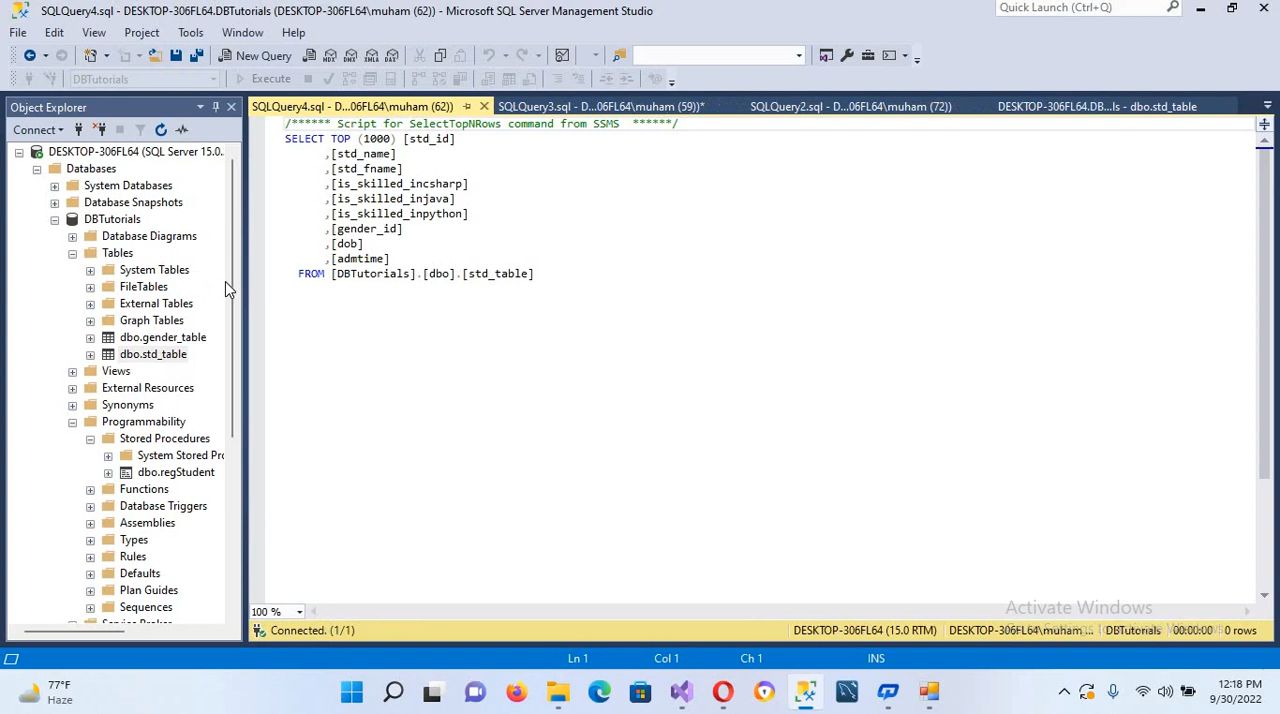 SQLQuery4.sql - DESKTOP-306FL64.DBTutorials (DESKTOP-306FL64\muham (62)) - Microsoft SQL Server Management Studio
Quick Launch (Ctrl+Q)
File Edit View Project Tools Window Help
New Query
MDX DMX XMLA DAX
DBTutorials
Execute
Object Explorer
SQLQuery4.sql - D...06FL64\muham (62))
SQLQuery3.sql - D...06FL64\muham (59))*
SQLQuery2.sql - D...06FL64\muham (72))
DESKTOP-306FL64.DB...ls - dbo.std_table
Connect
DESKTOP-306FL64 (SQL Server 15.0...
Databases
System Databases
Database Snapshots
DBTutorials
Database Diagrams
Tables
System Tables
FileTables
External Tables
Graph Tables
dbo.gender_table
dbo.std_table
Views
External Resources
Synonyms
Programmability
Stored Procedures
System Stored Pro
dbo.regStudent
Functions
Database Triggers
Assemblies
Types
Rules
Defaults
Plan Guides
Sequences
/****** Script for SelectTopNRows command from SSMS  ******/
SELECT TOP (1000) [std_id]
,[std_name]
,[std_fname]
,[is_skilled_incsharp]
,[is_skilled_injava]
,[is_skilled_inpython]
,[gender_id]
,[dob]
,[admtime]
FROM [DBTutorials].[dbo].[std_table]
100 %
Activate Windows
Connected. (1/1)
DESKTOP-306FL64 (15.0 RTM)
DESKTOP-306FL64\muham ...
DBTutorials
00:00:00
0 rows
Ln 1
Col 1
Ch 1
INS
77°F
Haze
12:18 PM
9/30/2022